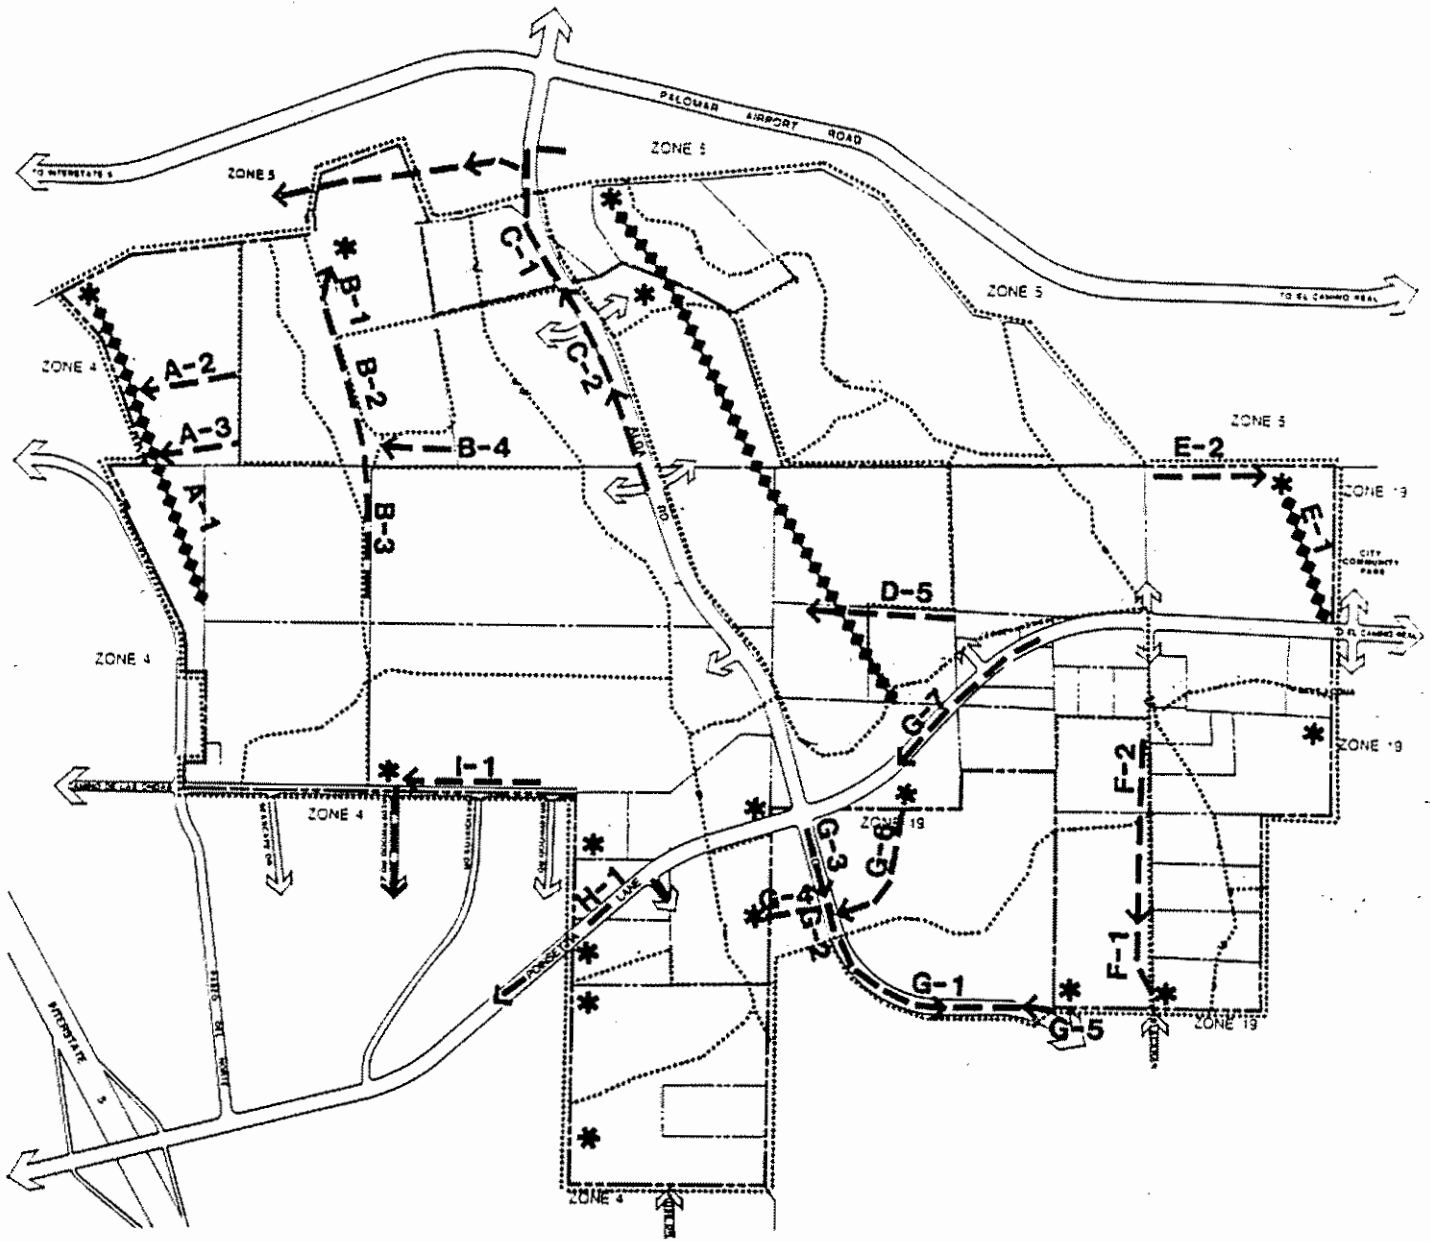 PALOMAR AIRPORT ROAD
TO INTERSTATE 5
ZONE 5
ZONE 5
C-1
B-1
ZONE 5
TO EL CAMINO REAL
ZONE 4
A-2
B-2
C-2
A-3
B-4
ALGA
RD
ZONE 5
E-2
A-1
B-3
E-1
ZONE 19
CITY
COMMUNITY
PARK
D-5
EL CAMINO REAL
ZONE 4
G-7
F-2
ZONE 19
I-1
ZONE 4
ZONE 19
G-3
G-6
H-1
G-4
G-2
LANE
F-1
G-1
G-5
ZONE 19
INTERSTATE
5
ZONE 4